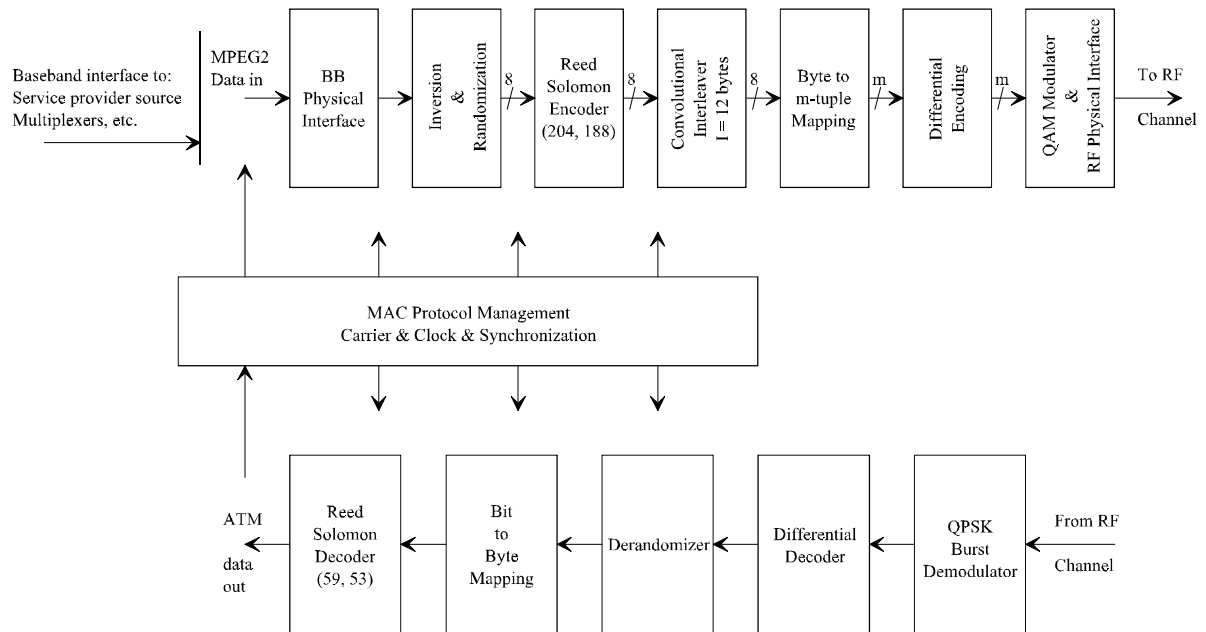 Baseband interface to:
Service provider source
Multiplexers, etc.
MPEG2
Data in
BB
Physical
Interface
Inversion
&
Randomization
8
Reed
Solomon
Encoder
(204, 188)
8
Convolutional
Interleaver
I = 12 bytes
8
Byte to
m-tuple
Mapping
m
Differential
Encoding
m
QAM Modulator
&
RF Physical Interface
To RF
Channel
MAC Protocol Management
Carrier & Clock & Synchronization
ATM
data
out
Reed
Solomon
Decoder
(59, 53)
Bit
to
Byte
Mapping
Derandomizer
Differential
Decoder
QPSK
Burst
Demodulator
From RF
Channel